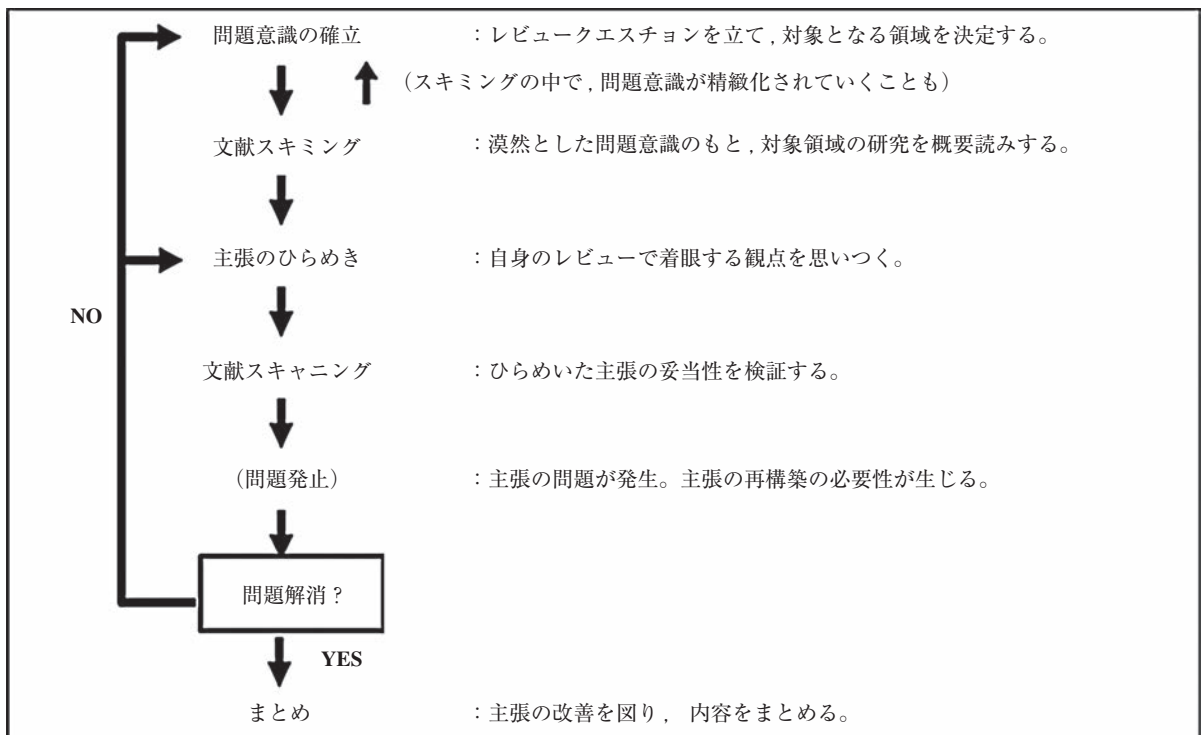 問題意識の確立 ：レビュークエスチョンを立て，対象となる領域を決定する。
（スキミングの中で，問題意識が精緻化されていくことも）
文献スキミング ：漠然とした問題意識のもと，対象領域の研究を概要読みする。
主張のひらめき ：自身のレビューで着眼する観点を思いつく。
NO
文献スキャニング ：ひらめいた主張の妥当性を検証する。
（問題発止） ：主張の問題が発生。主張の再構築の必要性が生じる。
問題解消？
YES
まとめ ：主張の改善を図り， 内容をまとめる。